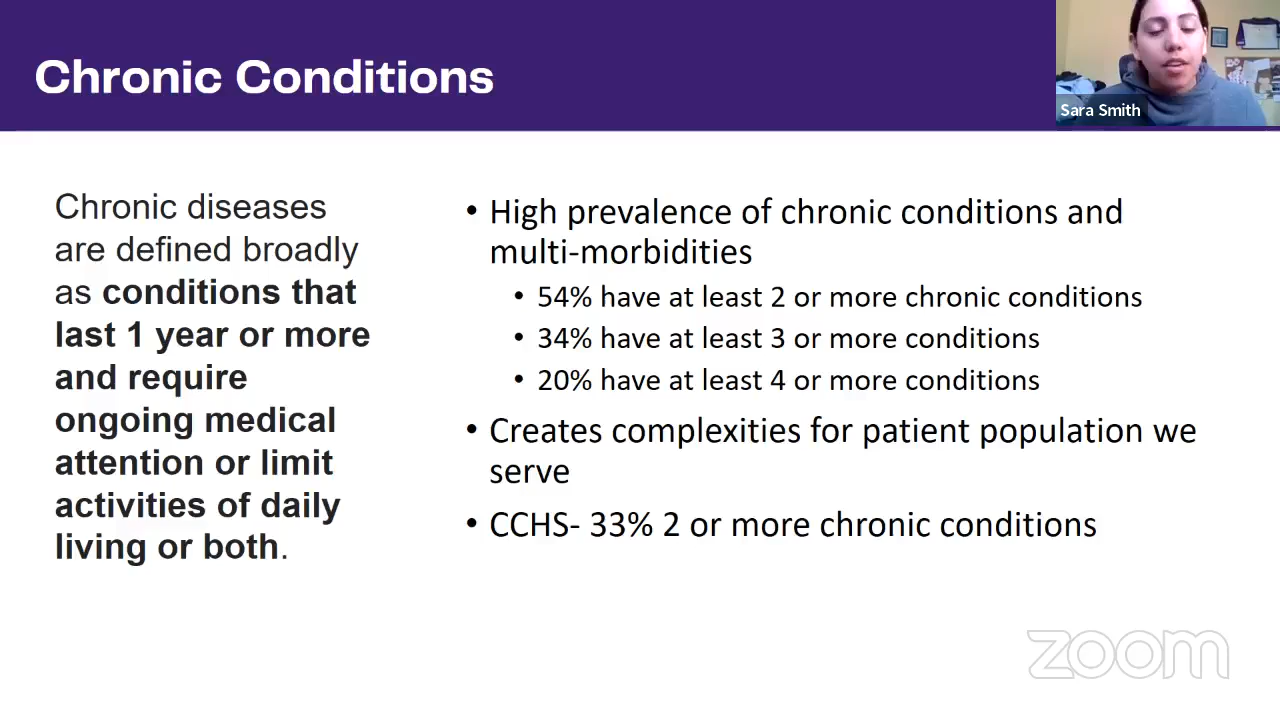 Chronic Conditions
Sara Smith
Chronic diseases
are defined broadly
as conditions that
last 1 year or more
and require
ongoing medical
attention or limit
activities of daily
living or both.
• High prevalence of chronic conditions and
multi-morbidities
• 54% have at least 2 or more chronic conditions
• 34% have at least 3 or more conditions
• 20% have at least 4 or more conditions
• Creates complexities for patient population we
serve
• CCHS- 33% 2 or more chronic conditions
zoom